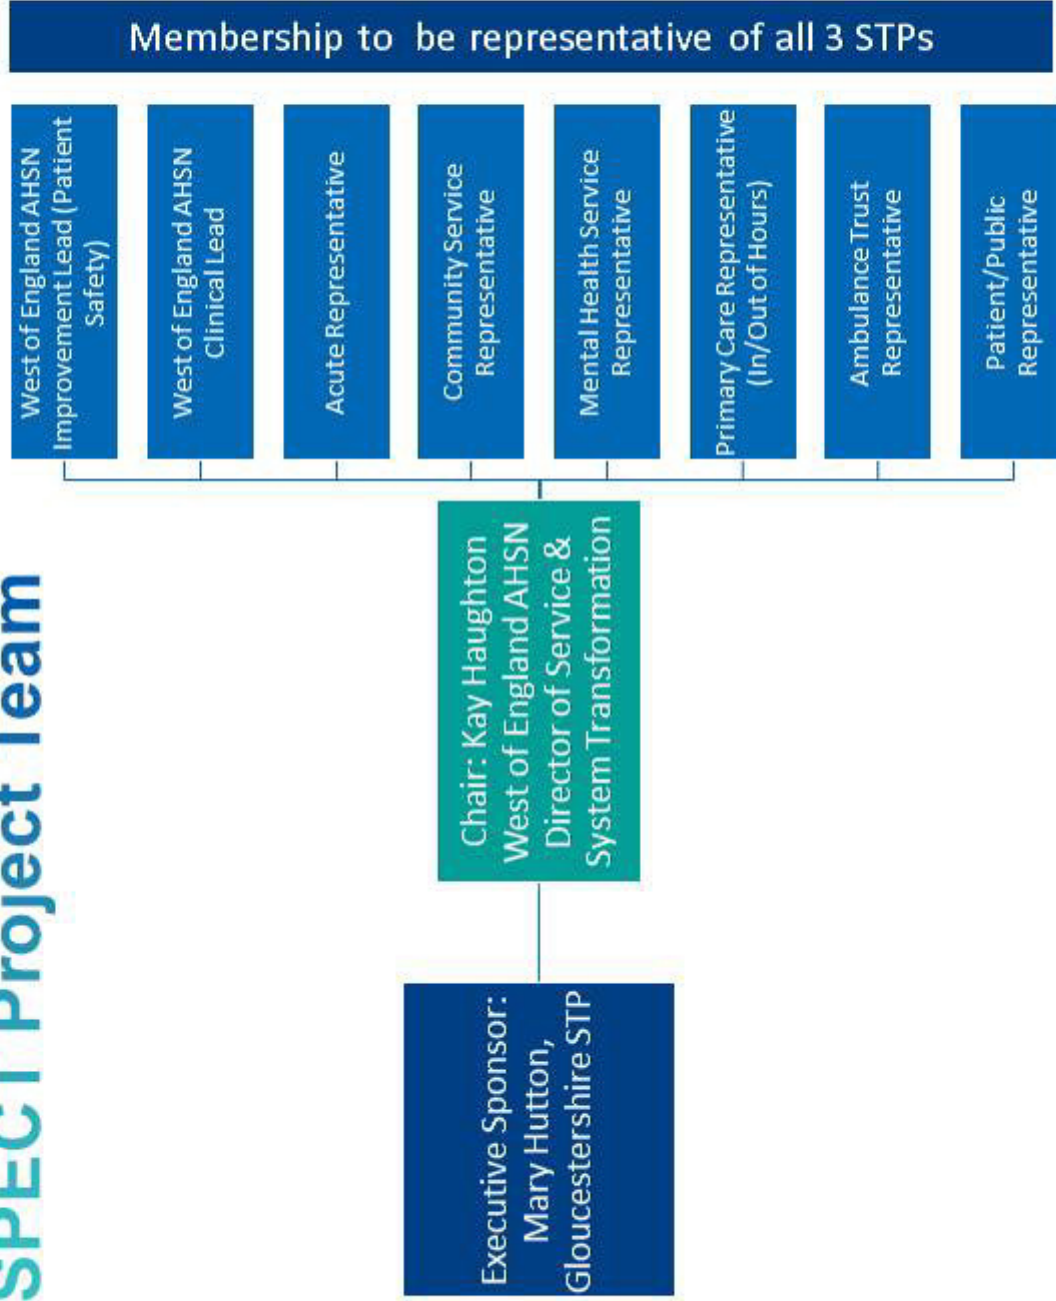 SPECT Project Team
Executive Sponsor:
Mary Hutton,
Gloucestershire STP
Chair: Kay Haughton
West of England AHSN
Director of Service &
System Transformation
West of England AHSN
Improvement Lead (Patient
Safety)
West of England AHSN
Clinical Lead
Acute Representative
Community Service
Representative
Mental Health Service
Representative
Primary Care Representative
(In/Out of Hours)
Ambulance Trust
Representative
Patient/Public
Representative
Membership to be representative of all 3 STPs